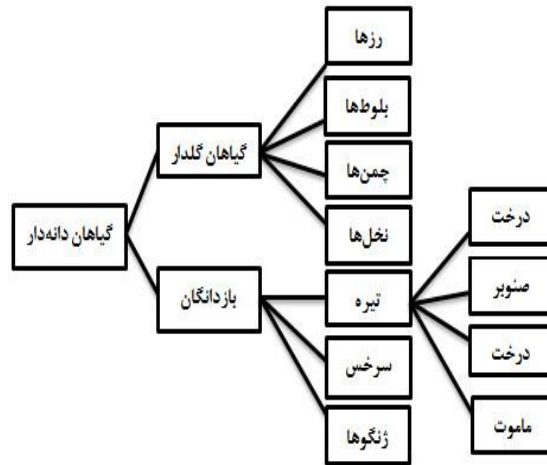 گیاهان دانه‌دار
گیاهان گلدار
رزها
بلوط‌ها
چمن‌ها
نخل‌ها
بازدانگان
تیره
درخت
صنوبر
درخت
ماموت
سرخس
ژنگوها